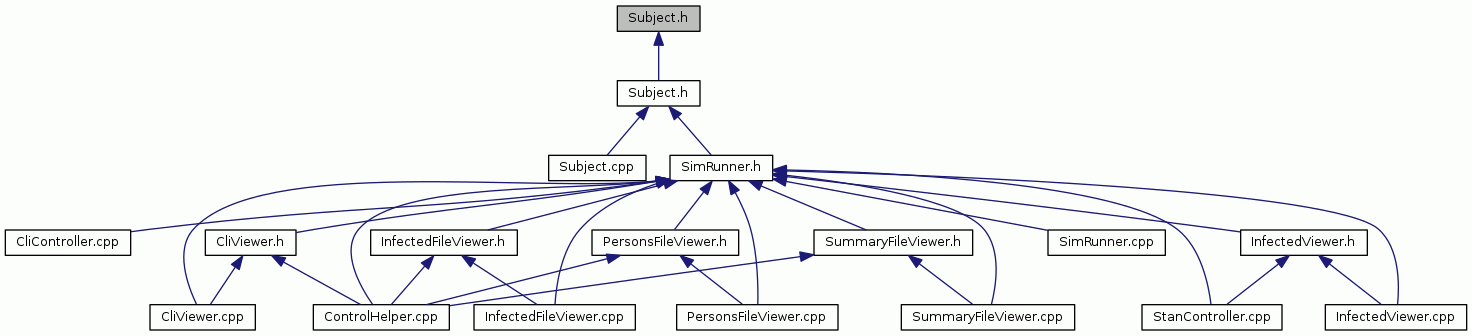 Subject.h
Subject.h
Subject.cpp
SimRunner.h
CliController.cpp
CliViewer.h
InfectedFileViewer.h
PersonsFileViewer.h
SummaryFileViewer.h
SimRunner.cpp
InfectedViewer.h
CliViewer.cpp
ControlHelper.cpp
InfectedFileViewer.cpp
PersonsFileViewer.cpp
SummaryFileViewer.cpp
StanController.cpp
InfectedViewer.cpp